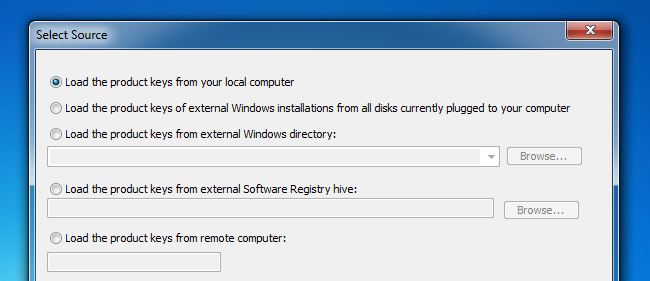 Select Source
Load the product keys from your local computer
Load the product keys of external Windows installations from all disks currently plugged to your computer
Load the product keys from external Windows directory:
Browse...
Load the product keys from external Software Registry hive:
Browse...
Load the product keys from remote computer: